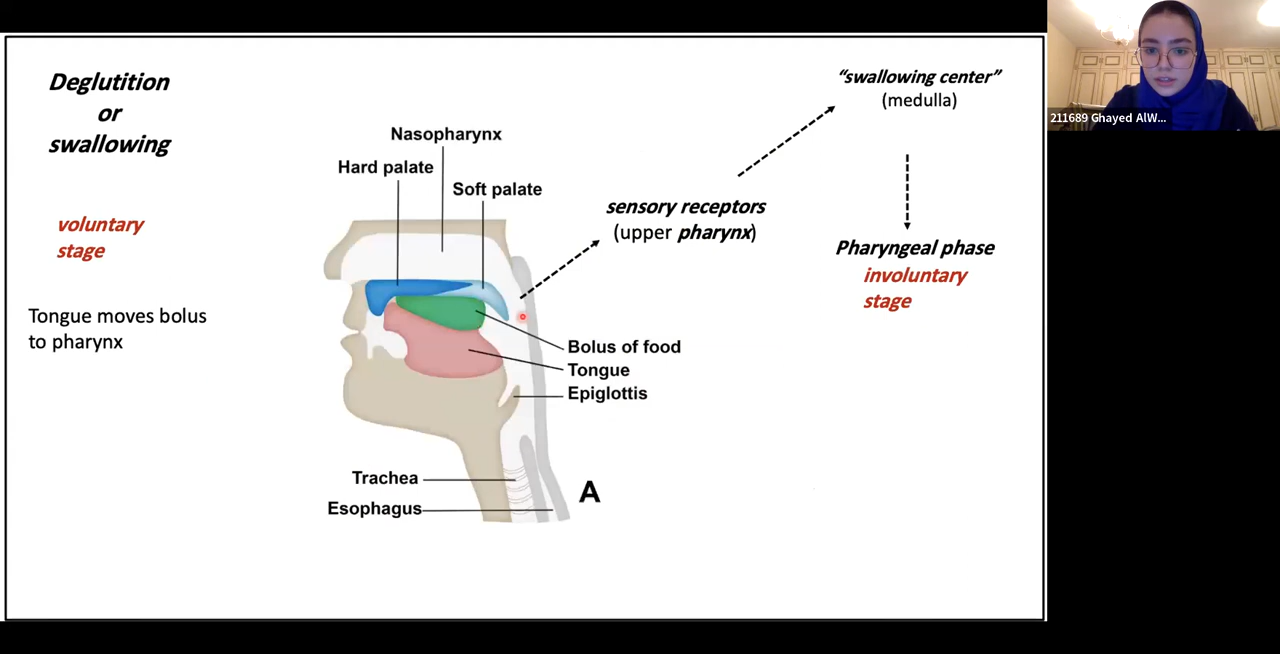 Deglutition
or
swallowing
voluntary
stage
Tongue moves bolus
to pharynx
Nasopharynx
Hard palate
Soft palate
Bolus of food
Tongue
Epiglottis
Trachea
Esophagus
A
sensory receptors
(upper pharynx)
“swallowing center”
(medulla)
Pharyngeal phase
involuntary
stage
211689 Ghayed AlW...